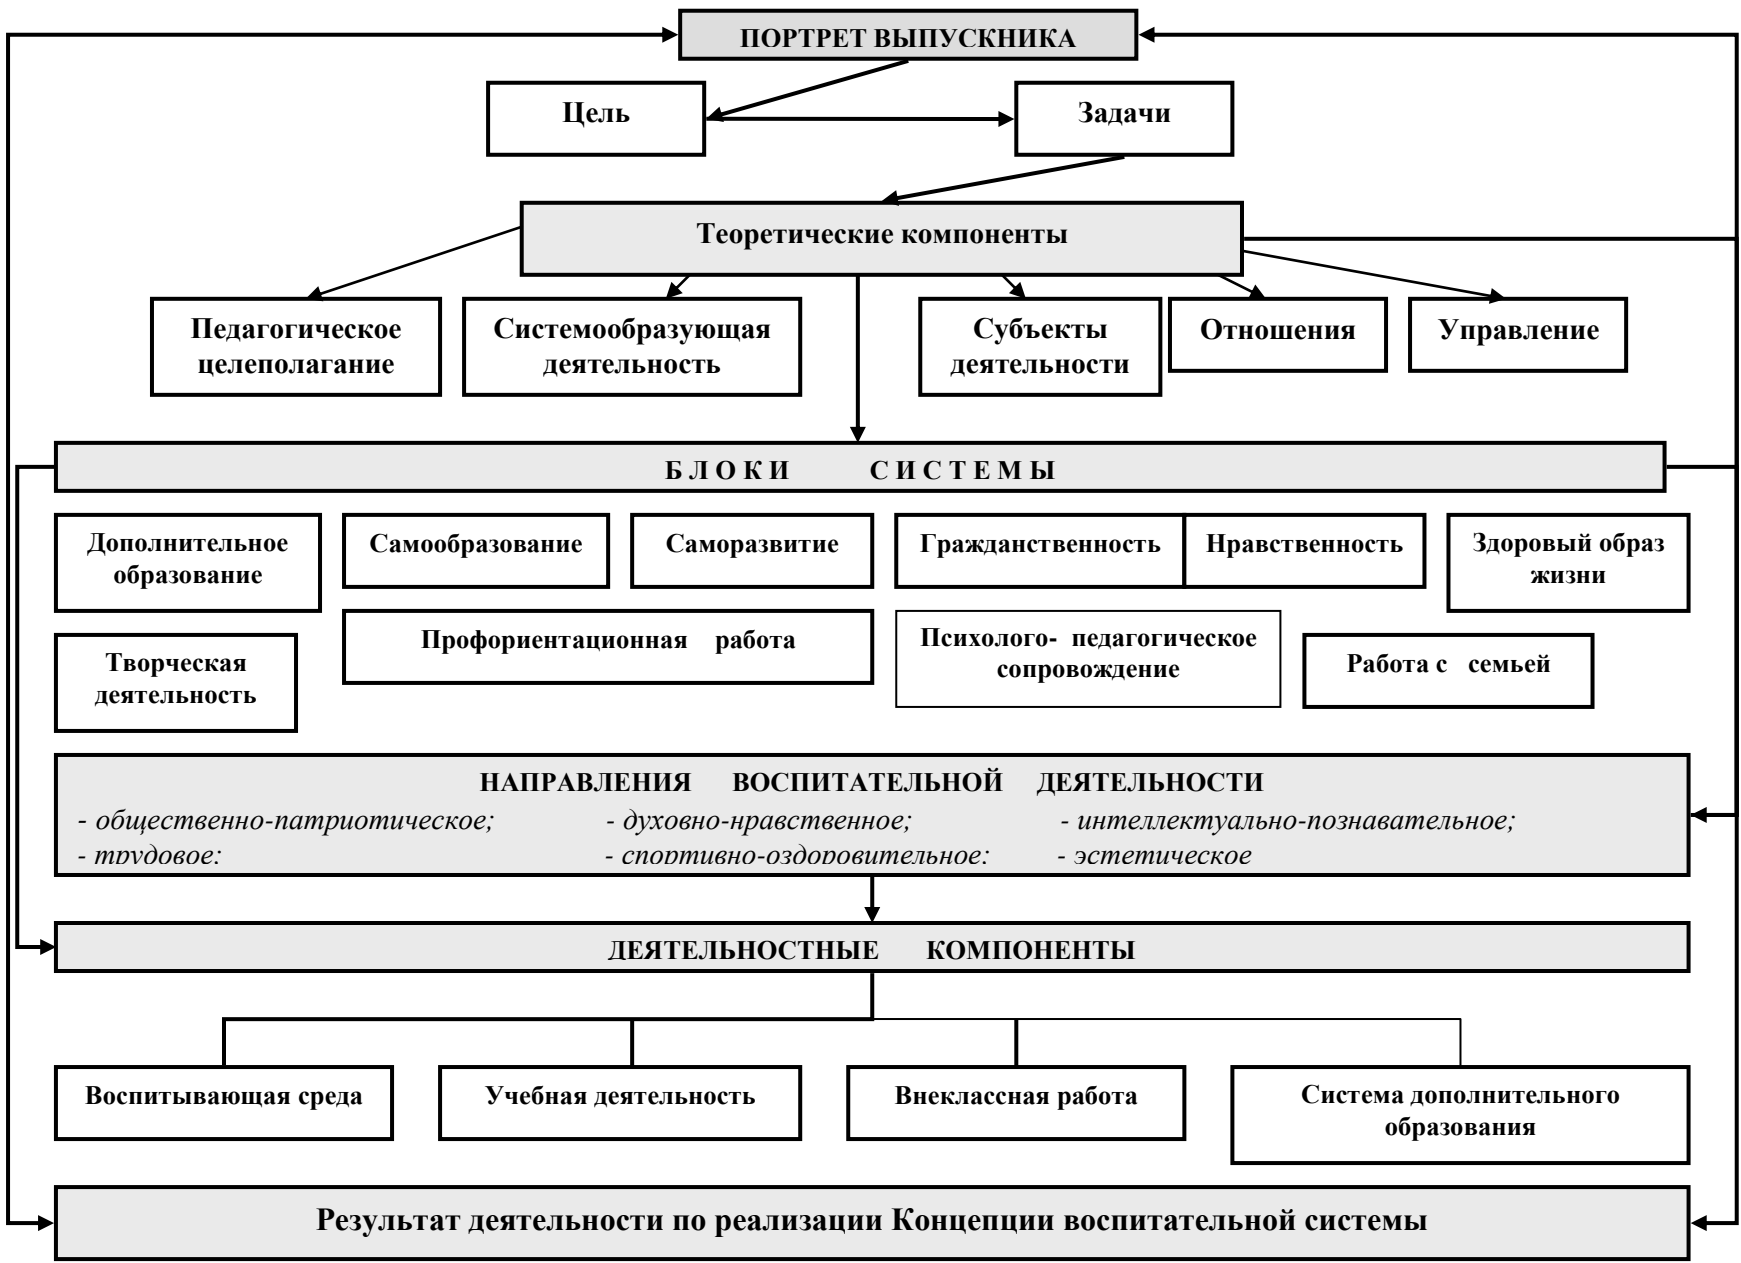 ПОРТРЕТ ВЫПУСКНИКА
Цель
Задачи
Теоретические компоненты
Педагогическое
целеполагание
Системообразующая
деятельность
Субъекты
деятельности
Отношения
Управление
Б Л О К И С И С Т Е М Ы
Дополнительное
образование
Самообразование
Саморазвитие
Гражданственность
Нравственность
Здоровый образ
жизни
Творческая
деятельность
Профориентационная работа
Психолого- педагогическое
сопровождение
Работа с семьей
НАПРАВЛЕНИЯ ВОСПИТАТЕЛЬНОЙ ДЕЯТЕЛЬНОСТИ
- общественно-патриотическое; - духовно-нравственное; - интеллектуально-познавательное;
- трудовое; - спортивно-оздоровительное; - эстетическое
ДЕЯТЕЛЬНОСТНЫЕ КОМПОНЕНТЫ
Воспитывающая среда
Учебная деятельность
Внеклассная работа
Система дополнительного
образования
Результат деятельности по реализации Концепции воспитательной системы